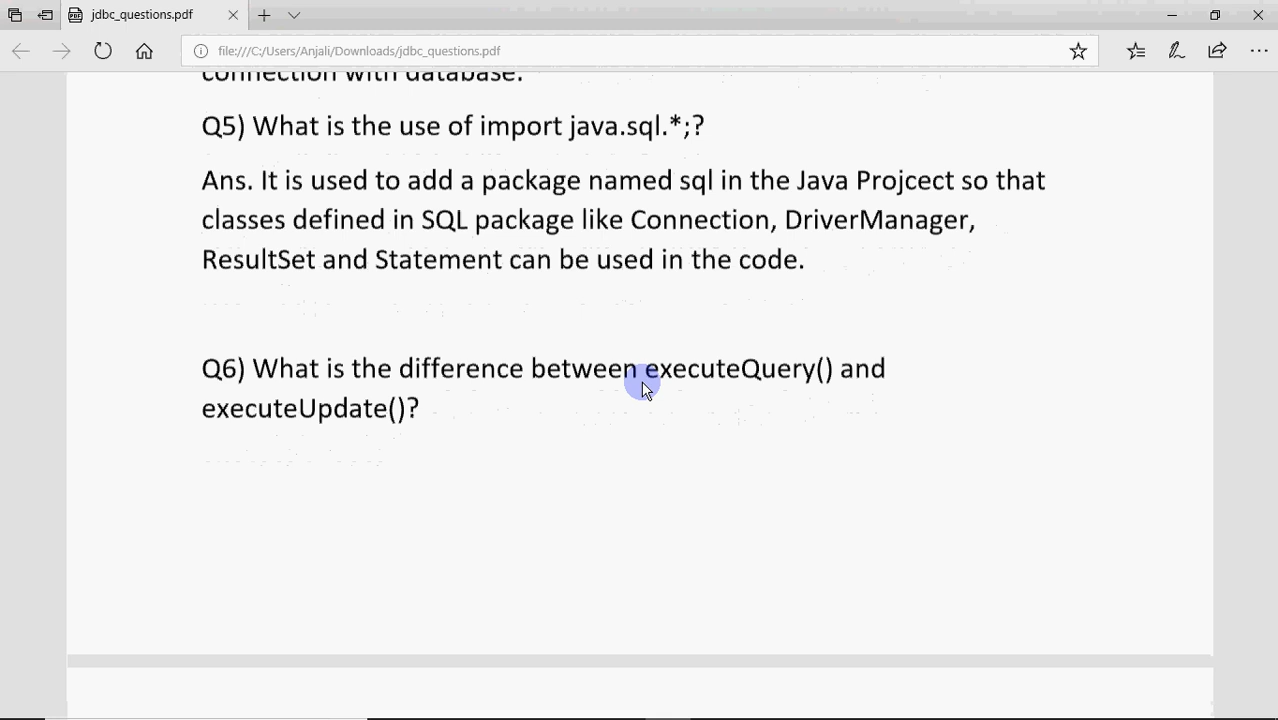 jdbc_questions.pdf
file:///C:/Users/Anjali/Downloads/jdbc_questions.pdf
connection with database.
Q5) What is the use of import java.sql.*;?
Ans. It is used to add a package named sql in the Java Projcect so that
classes defined in SQL package like Connection, DriverManager,
ResultSet and Statement can be used in the code.
Q6) What is the difference between executeQuery() and
executeUpdate()?